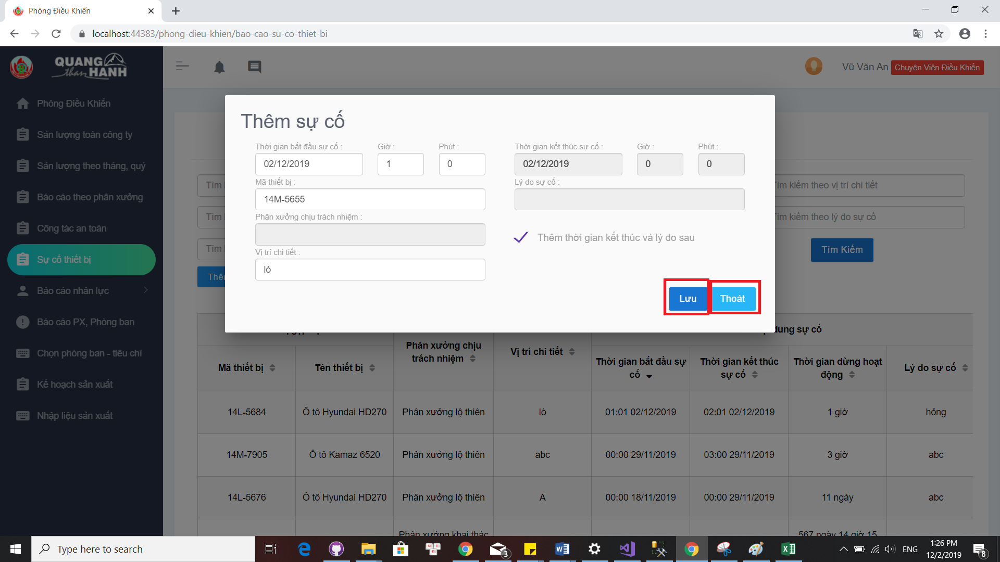 Phòng Điều Khiển
localhost:44383/phong-dieu-khien/bao-cao-su-co-thiet-bi
QUANG
than HANH
Vũ Văn An Chuyên Viên Điều Khiển
Phòng Điều Khiển
Sản lượng toàn công ty
Sản lượng theo tháng, quý
Báo cáo theo phân xưởng
Công tác an toàn
Sự cố thiết bị
Báo cáo nhân lực
Báo cáo PX, Phòng ban
Chọn phòng ban - tiêu chí
Kế hoạch sản xuất
Nhập liệu sản xuất
Thêm sự cố
Thời gian bắt đầu sự cố : Giờ : Phút : Thời gian kết thúc sự cố : Giờ : Phút :
02/12/2019 1 0 02/12/2019 0 0
Mã thiết bị : Lý do sự cố :
14M-5655
Phân xưởng chịu trách nhiệm :
Thêm thời gian kết thúc và lý do sau
Vị trí chi tiết :
lò
Lưu Thoát
Tìm
Tìm kiếm theo vị trí chi tiết
Tìm
Tìm kiếm theo lý do sự cố
Tìm
Tìm Kiếm
dung sự cố
Mã thiết bị
Tên thiết bị
Phân xưởng chịu
trách nhiệm
Vị trí chi tiết
Thời gian bắt đầu sự
cố
Thời gian kết thúc
sự cố
Thời gian dừng hoạt
động
Lý do sự cố
14L-5684 Ô tô Hyundai HD270 Phân xưởng lộ thiên lò 01:01 02/12/2019 02:01 02/12/2019 1 giờ hỏng
14M-7905 Ô tô Kamaz 6520 Phân xưởng lộ thiên abc 00:00 29/11/2019 03:00 29/11/2019 3 giờ abc
14L-5676 Ô tô Hyundai HD270 Phân xưởng lộ thiên A 00:00 18/11/2019 00:00 29/11/2019 11 ngày abc
Phân xưởng khai thác 567 ngày 14 giờ 15
Type here to search
3
ENG
1:26 PM
12/2/2019
8